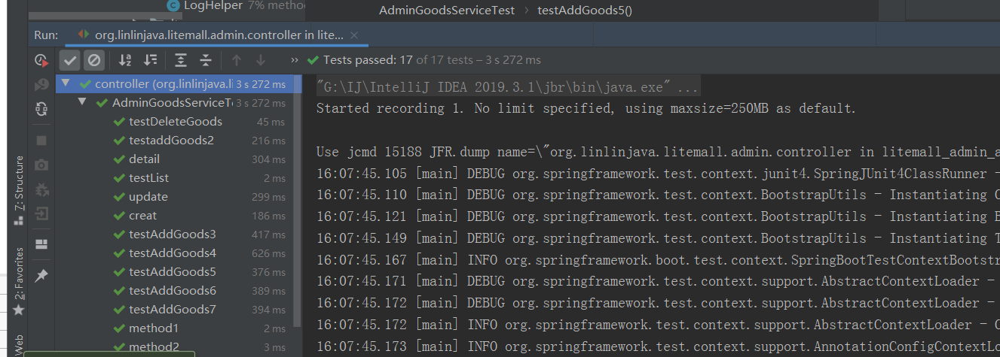 LogHelper 7% method
AdminGoodsServiceTest › testAddGoods5()
Run: org.linlinjava.litemall.admin.controller in lite... ×
» Tests passed: 17 of 17 tests – 3 s 272 ms
controller (org.linlinjava.li 3 s 272 ms
AdminGoodsServiceTe 3 s 272 ms
testDeleteGoods 45 ms
testaddGoods2 216 ms
detail 304 ms
testList 2 ms
update 299 ms
creat 186 ms
testAddGoods3 417 ms
testAddGoods4 626 ms
testAddGoods5 376 ms
testAddGoods6 389 ms
testAddGoods7 394 ms
method1 2 ms
method2 3 ms
"G:\IJ\IntelliJ IDEA 2019.3.1\jbr\bin\java.exe" ...
Started recording 1. No limit specified, using maxsize=250MB as default.
Use jcmd 15188 JFR.dump name=\"org.linlinjava.litemall.admin.controller in litemall_admin_a
16:07:45.105 [main] DEBUG org.springframework.test.context.junit4.SpringJUnit4ClassRunner -
16:07:45.110 [main] DEBUG org.springframework.test.context.BootstrapUtils - Instantiating C
16:07:45.121 [main] DEBUG org.springframework.test.context.BootstrapUtils - Instantiating B
16:07:45.149 [main] DEBUG org.springframework.test.context.BootstrapUtils - Instantiating T
16:07:45.167 [main] INFO org.springframework.boot.test.context.SpringBootTestContextBootstr
16:07:45.171 [main] DEBUG org.springframework.test.context.support.AbstractContextLoader -
16:07:45.172 [main] DEBUG org.springframework.test.context.support.AbstractContextLoader -
16:07:45.172 [main] INFO org.springframework.test.context.support.AbstractContextLoader - C
16:07:45.173 [main] INFO org.springframework.test.context.support.AnnotationConfigContextLo
7: Structure
2: Favorites
Web